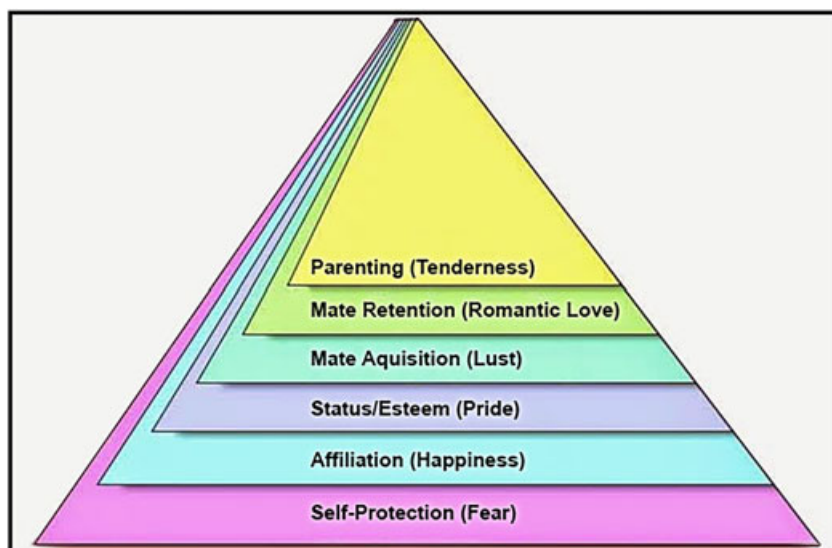 Parenting (Tenderness)
Mate Retention (Romantic Love)
Mate Aquisition (Lust)
Status/Esteem (Pride)
Affiliation (Happiness)
Self-Protection (Fear)